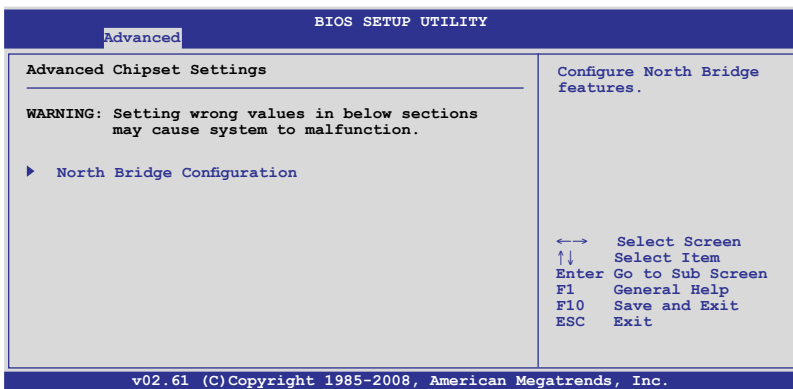 BIOS SETUP UTILITY
Advanced
Advanced Chipset Settings
WARNING: Setting wrong values in below sections
may cause system to malfunction.
North Bridge Configuration
Configure North Bridge
features.
←→ Select Screen
↑↓ Select Item
Enter Go to Sub Screen
F1 General Help
F10 Save and Exit
ESC Exit
v02.61 (C)Copyright 1985-2008, American Megatrends, Inc.